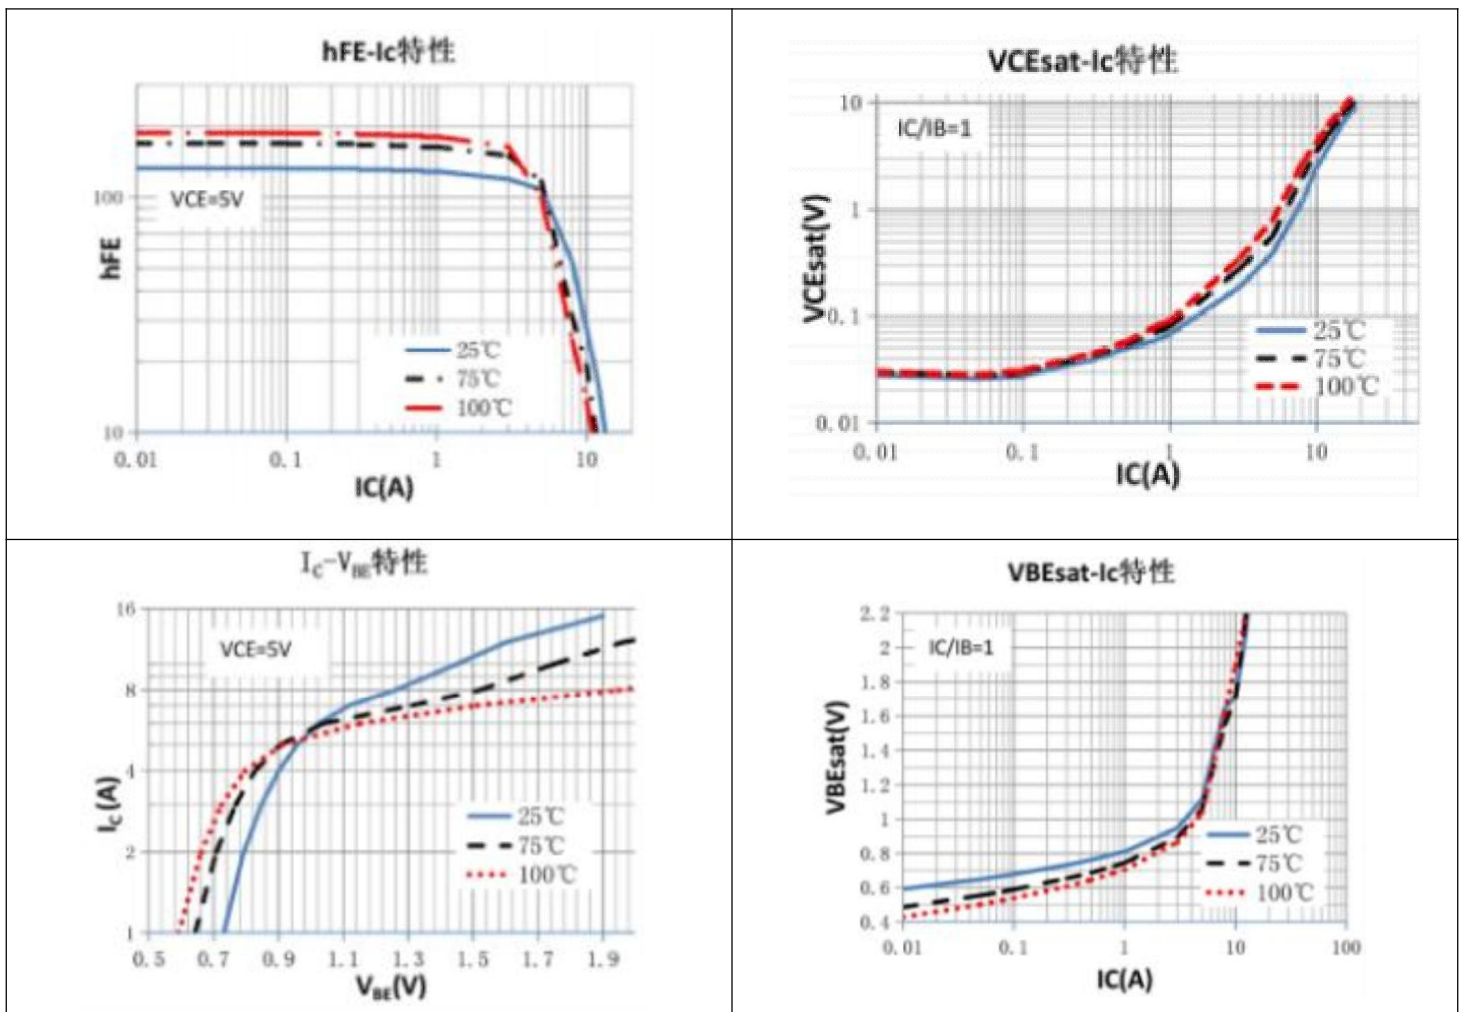 hFE-Ic特性
100
10
hFE
VCE=5V
25℃
75℃
100℃
0.01 0.1 1 10
IC(A)
VCEsat-Ic特性
10
1
0.1
0.01
VCEsat(V)
IC/IB=1
25℃
75℃
100℃
0.01 0.1 1 10
IC(A)
I_C-V_BE特性
16
8
4
2
1
I_C(A)
VCE=5V
25℃
75℃
100℃
0.5 0.7 0.9 1.1 1.3 1.5 1.7 1.9
V_BE(V)
VBEsat-Ic特性
2.2
2
1.8
1.6
1.4
1.2
1
0.8
0.6
0.4
VBEsat(V)
IC/IB=1
25℃
75℃
100℃
0.01 0.1 1 10 100
IC(A)